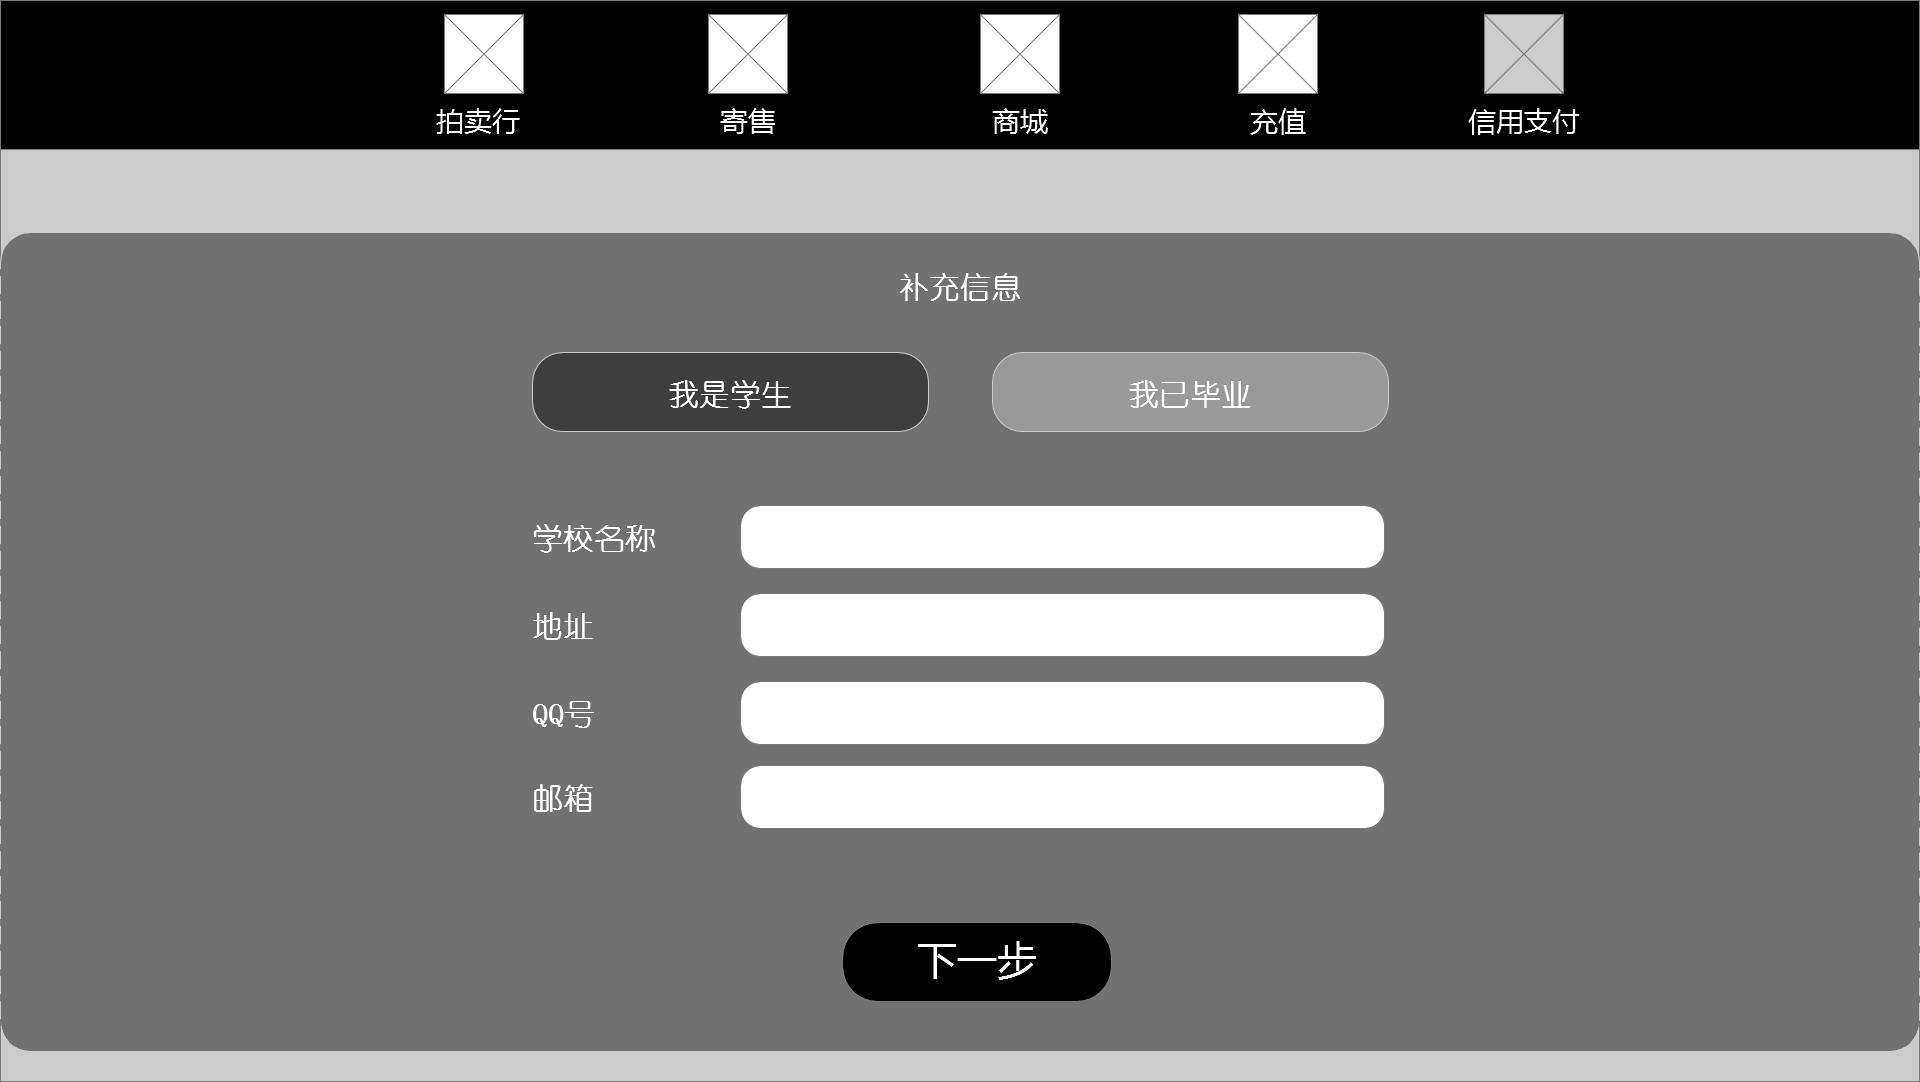 拍卖行 寄售 商城 充值 信用支付
补充信息
我是学生 我已毕业
学校名称
地址
QQ号
邮箱
下一步